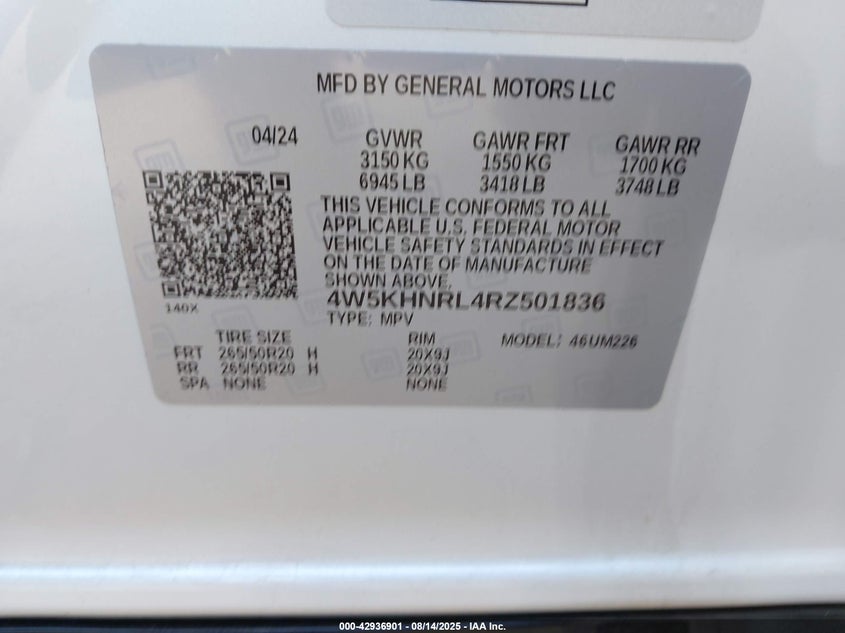 MFD BY GENERAL MOTORS LLC
04/24 GVWR GAWR FRT GAWR RR
3150 KG 1550 KG 1700 KG
6945 LB 3418 LB 3748 LB
THIS VEHICLE CONFORMS TO ALL
APPLICABLE U.S. FEDERAL MOTOR
VEHICLE SAFETY STANDARDS IN EFFECT
ON THE DATE OF MANUFACTURE
SHOWN ABOVE.
4W5KHNRL4RZ501836
140X
TYPE: MPV
TIRE SIZE RIM MODEL: 46UM226
FRT 265/50R20 H 20X9J
RR 265/50R20 H 20X9J
SPA NONE NONE
000-42936901 - 08/14/2025 - IAA Inc.